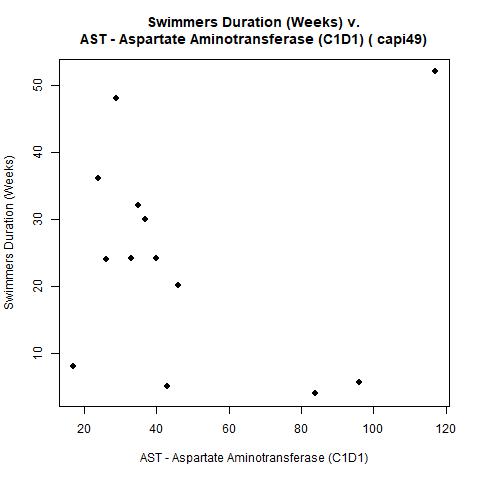 Swimmers Duration (Weeks) v.
AST - Aspartate Aminotransferase (C1D1) ( capi49)
Swimmers Duration (Weeks)
50
40
30
20
10
20
40
60
80
100
120
AST - Aspartate Aminotransferase (C1D1)